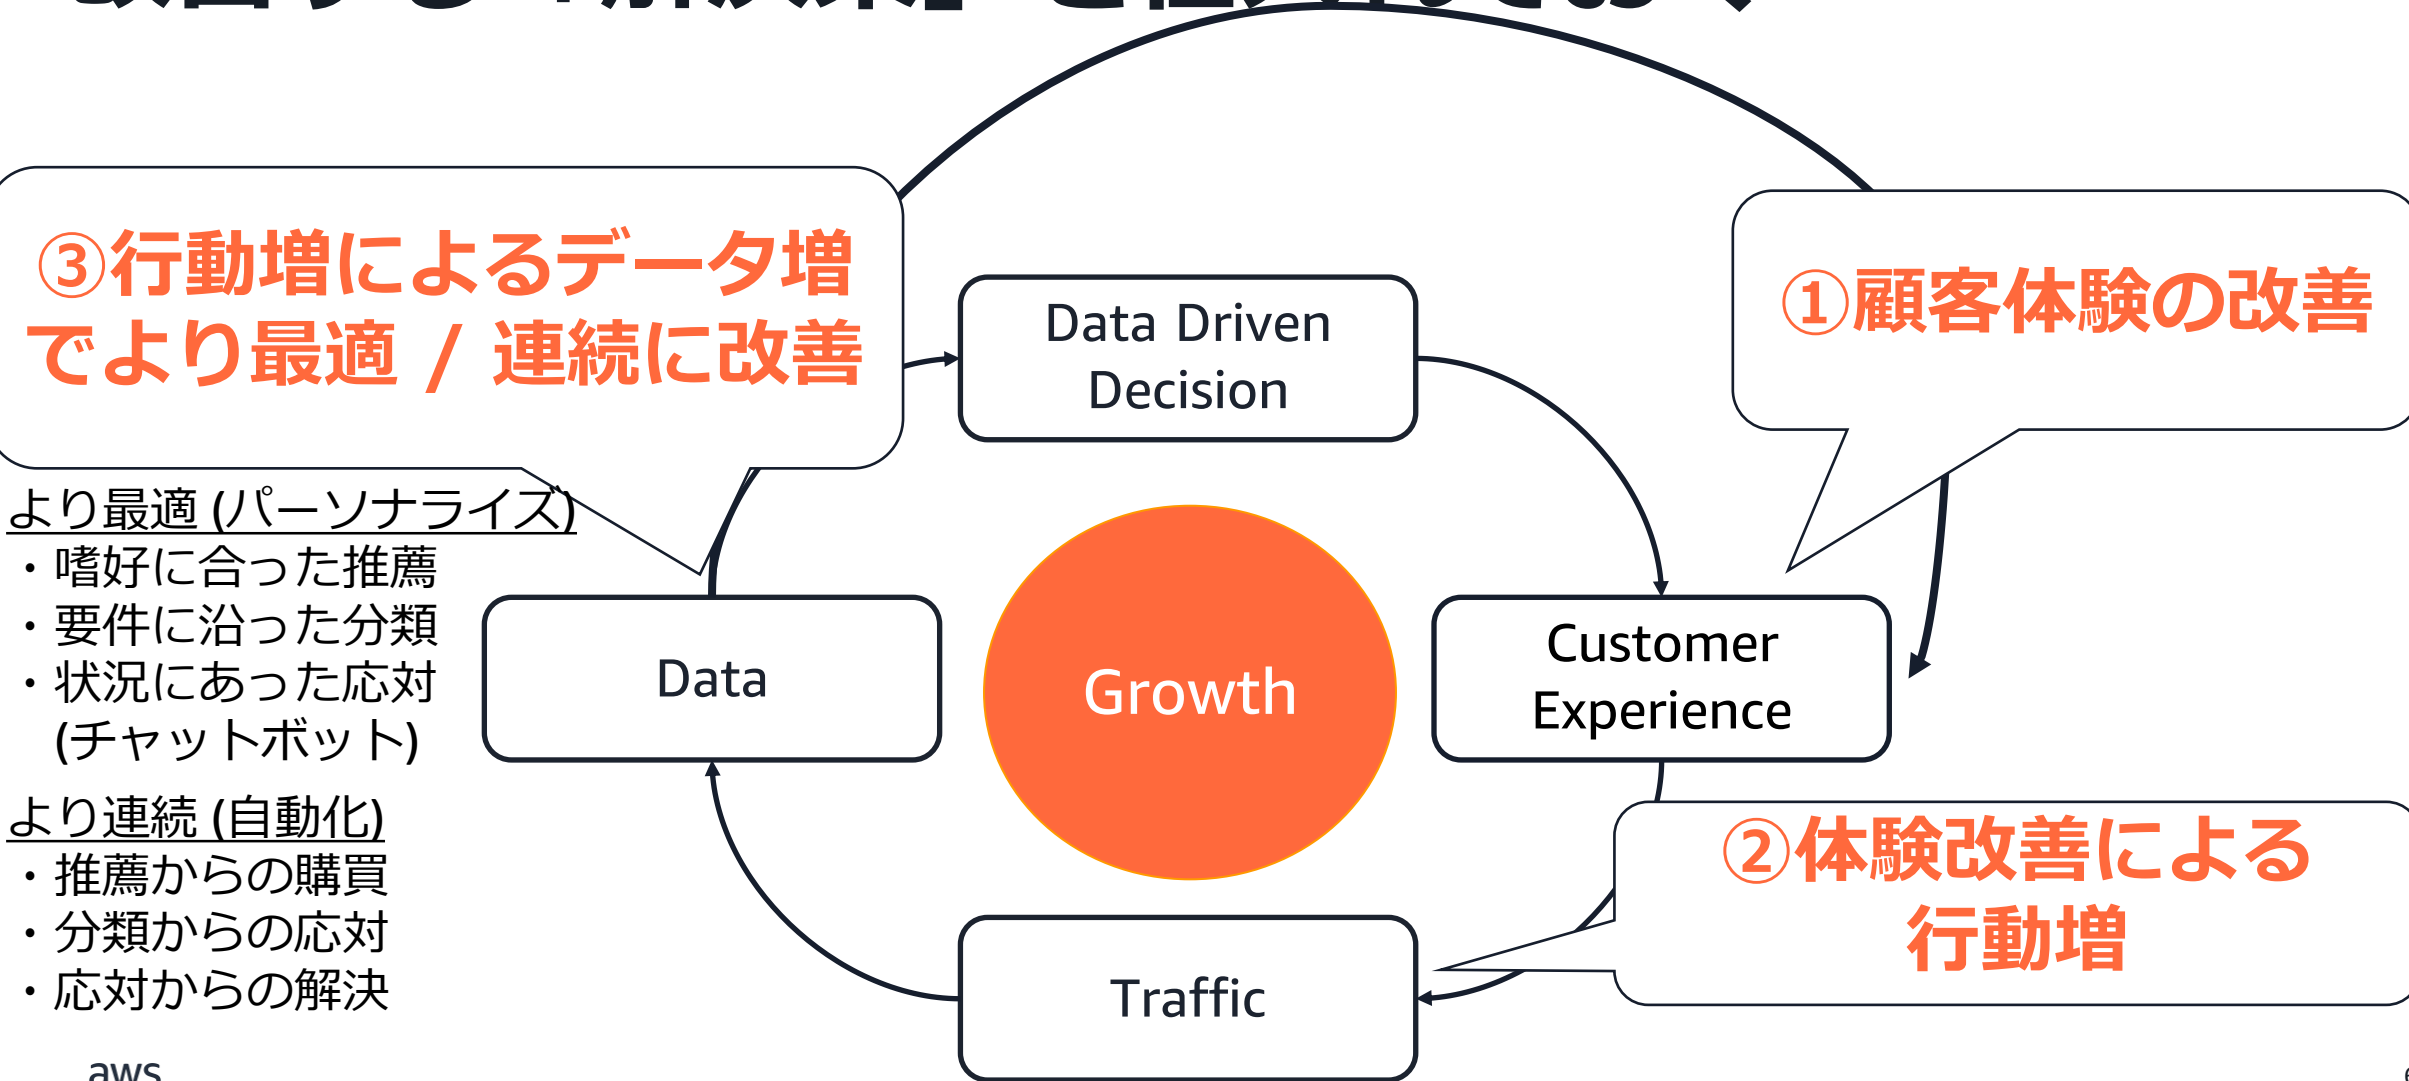 ③行動増によるデータ増
でより最適 / 連続に改善
①顧客体験の改善
Data Driven
Decision
より最適 (パーソナライズ)
・嗜好に合った推薦
・要件に沿った分類
・状況にあった応対
(チャットボット)
Data
Growth
Customer
Experience
より連続 (自動化)
・推薦からの購買
・分類からの応対
・応対からの解決
②体験改善による
行動増
Traffic
aws